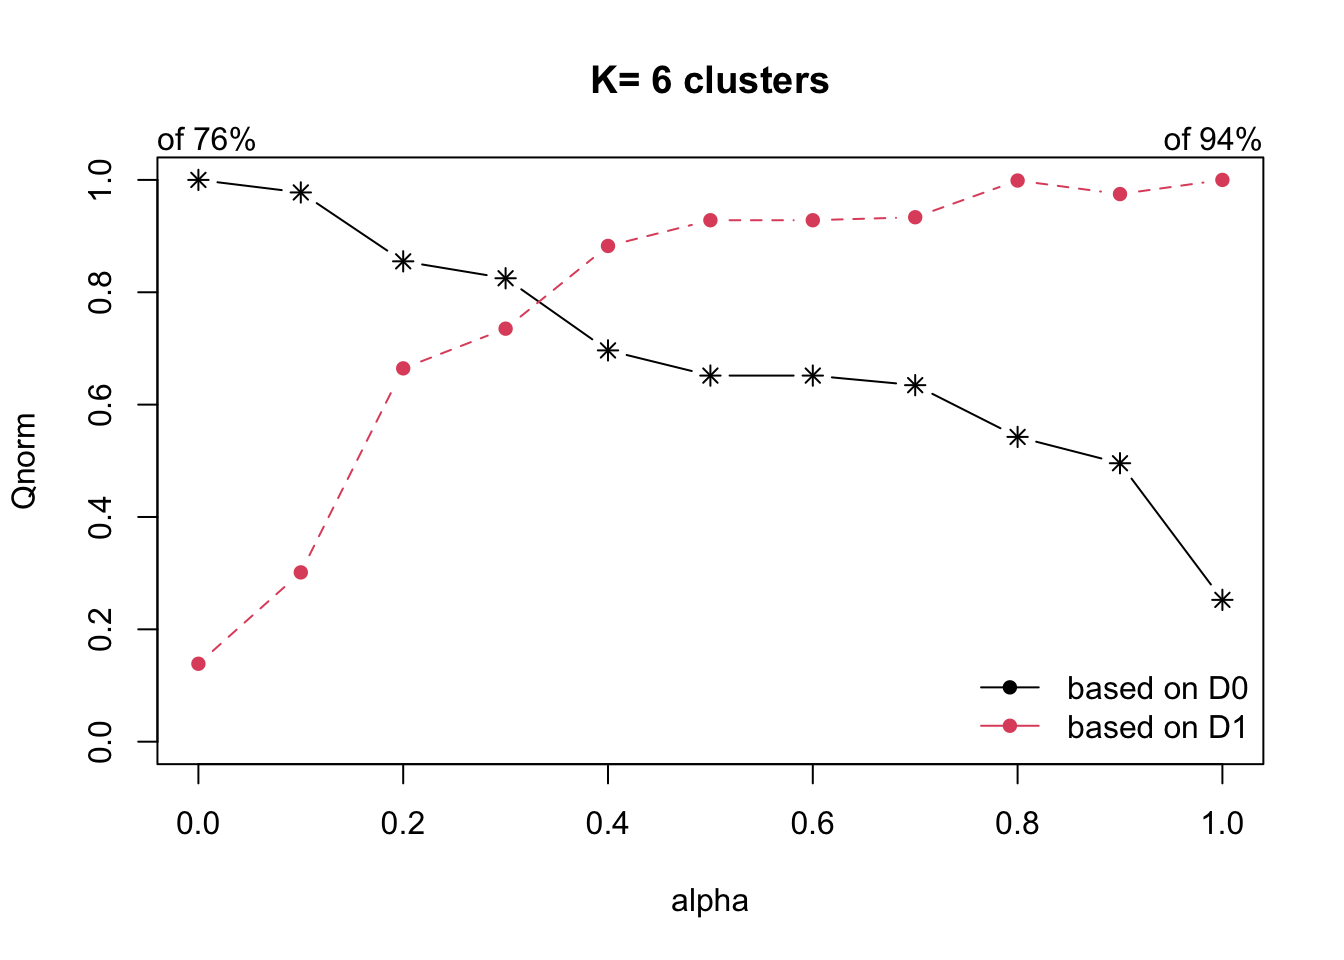 K= 6 clusters
of 76%
of 94%
Qnorm
1.0
0.8
0.6
0.4
0.2
0.0
based on D0
based on D1
0.0 0.2 0.4 0.6 0.8 1.0
alpha